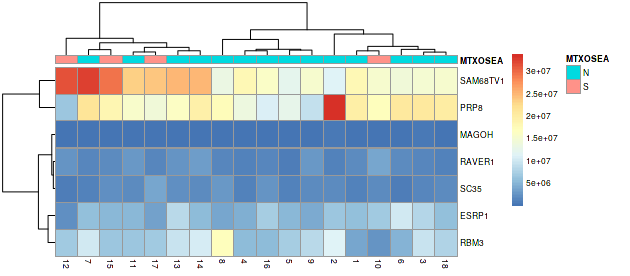 MTXOSEA
MTXOSEA
N
S
SAM68TV1
PRP8
MAGOH
RAVER1
SC35
ESRP1
RBM3
3e+07
2.5e+07
2e+07
1.5e+07
1e+07
5e+06
12 7 15 11 17 13 14 8 4 16 5 9 2 1 10 6 3 18